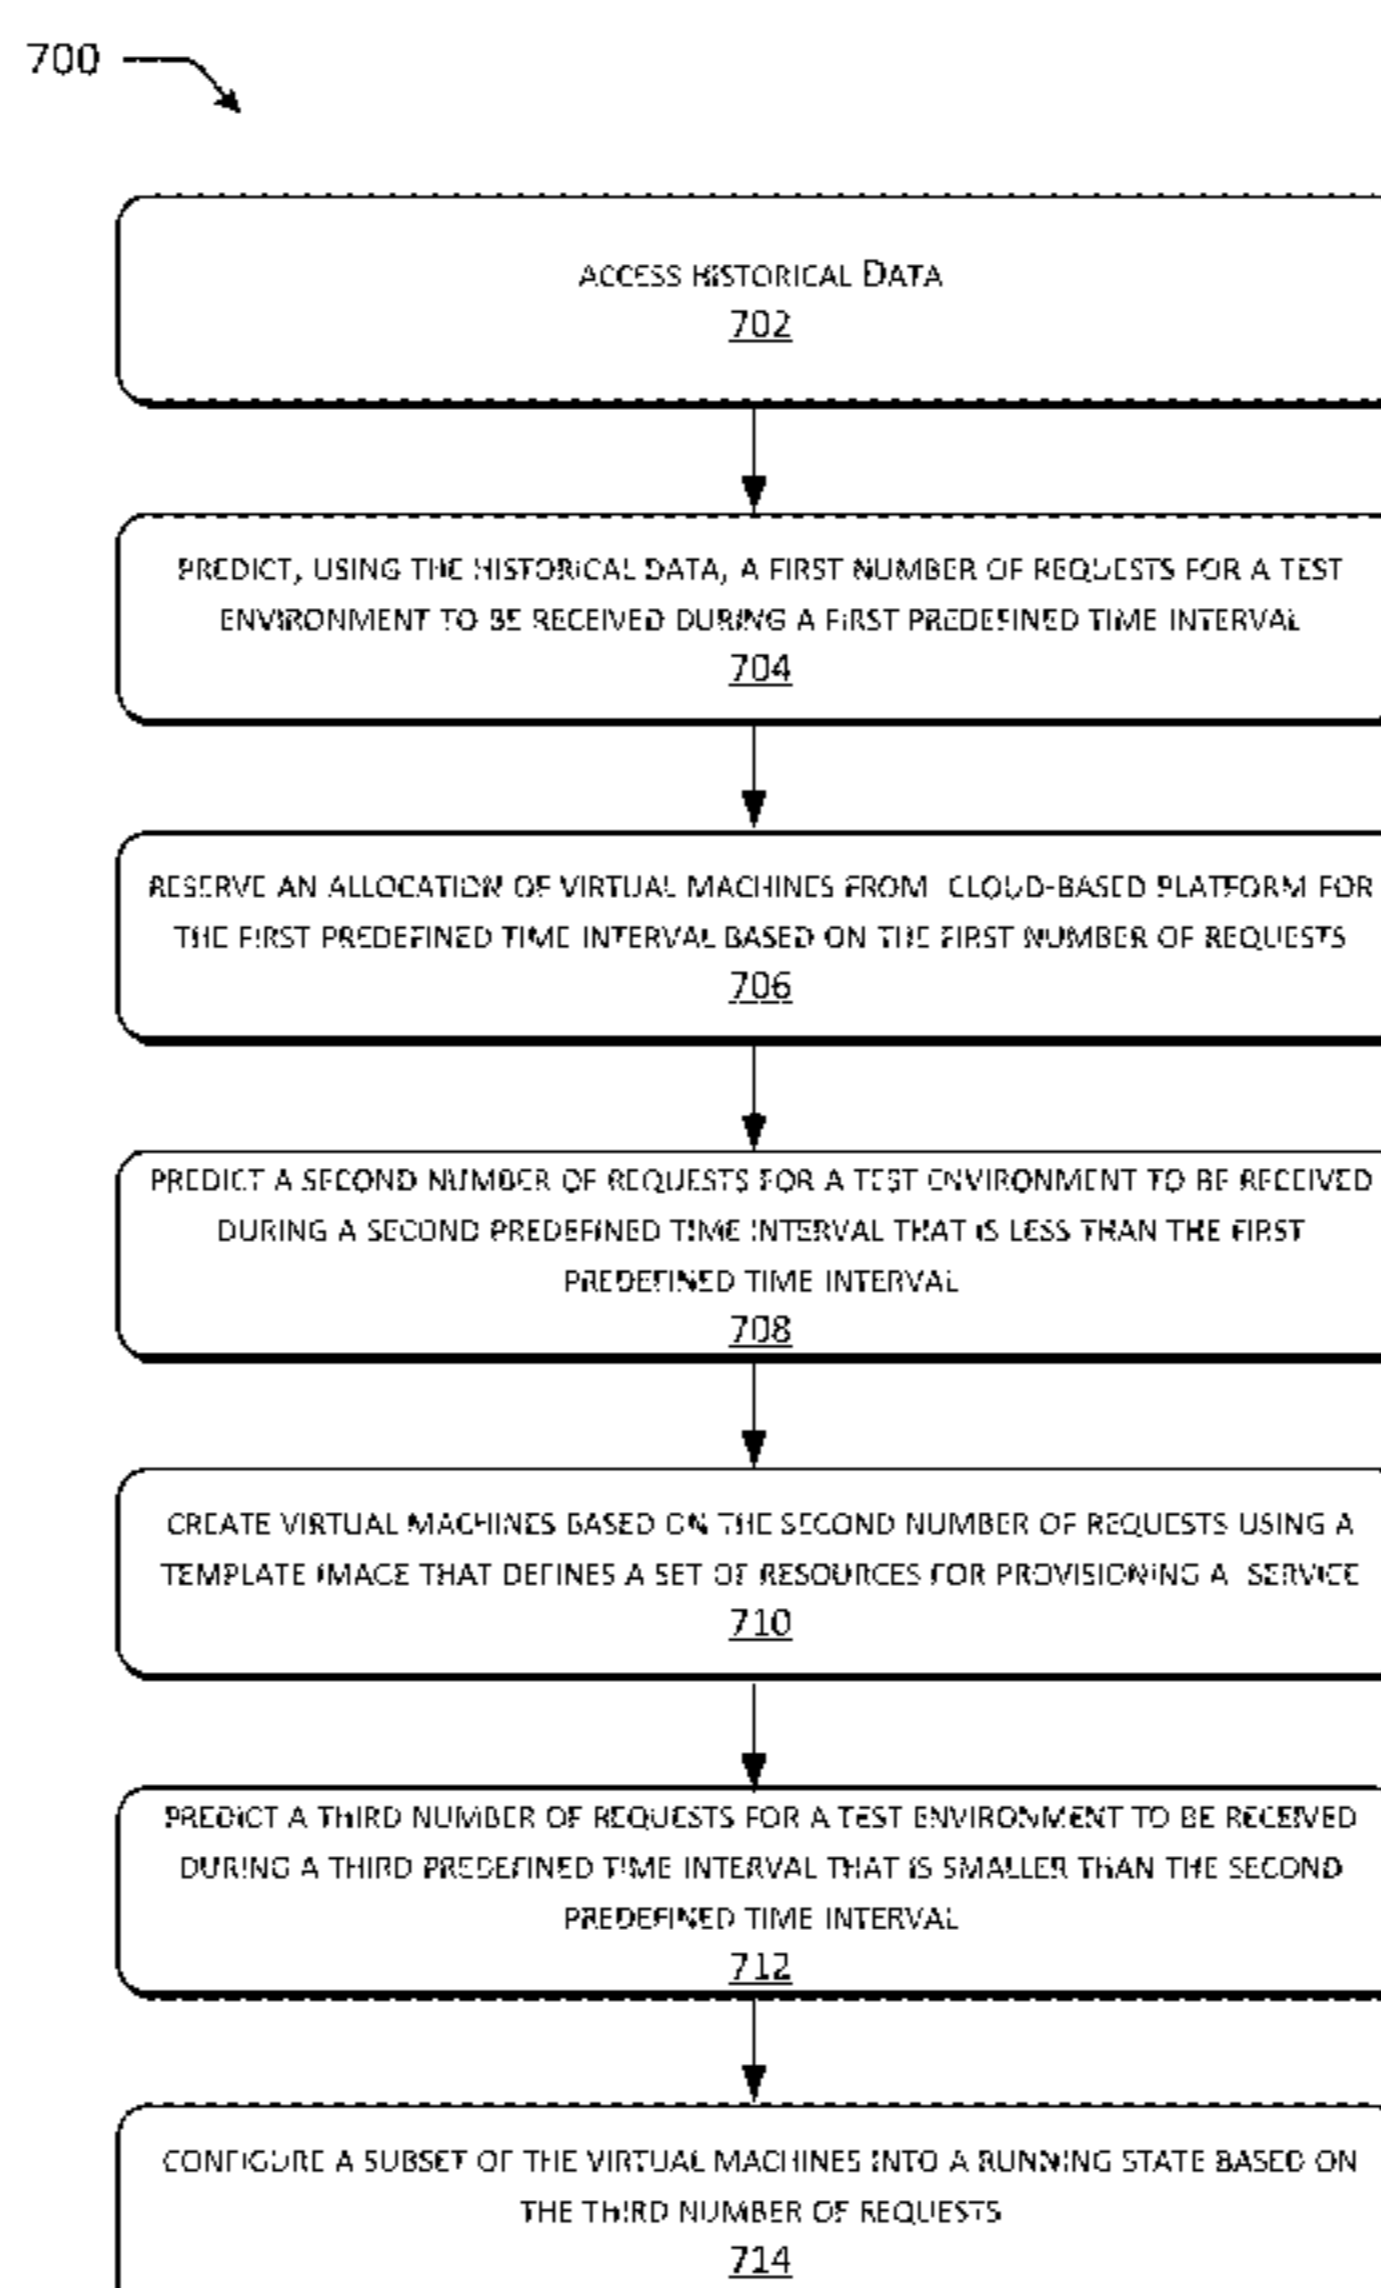 700
ACCESS HISTORICAL DATA
702
PREDICT, USING THE HISTORICAL DATA, A FIRST NUMBER OF REQUESTS FOR A TEST
ENVIRONMENT TO BE RECEIVED DURING A FIRST PREDEFINED TIME INTERVAL
704
RESERVE AN ALLOCATION OF VIRTUAL MACHINES FROM CLOUD-BASED PLATFORM FOR
THE FIRST PREDEFINED TIME INTERVAL BASED ON THE FIRST NUMBER OF REQUESTS
706
PREDICT A SECOND NUMBER OF REQUESTS FOR A TEST ENVIRONMENT TO BE RECEIVED
DURING A SECOND PREDEFINED TIME INTERVAL THAT IS LESS THAN THE FIRST
PREDEFINED TIME INTERVAL
708
CREATE VIRTUAL MACHINES BASED ON THE SECOND NUMBER OF REQUESTS USING A
TEMPLATE IMAGE THAT DEFINES A SET OF RESOURCES FOR PROVISIONING A SERVICE
710
PREDICT A THIRD NUMBER OF REQUESTS FOR A TEST ENVIRONMENT TO BE RECEIVED
DURING A THIRD PREDEFINED TIME INTERVAL THAT IS SMALLER THAN THE SECOND
PREDEFINED TIME INTERVAL
712
CONFIGURE A SUBSET OF THE VIRTUAL MACHINES INTO A RUNNING STATE BASED ON
THE THIRD NUMBER OF REQUESTS
714